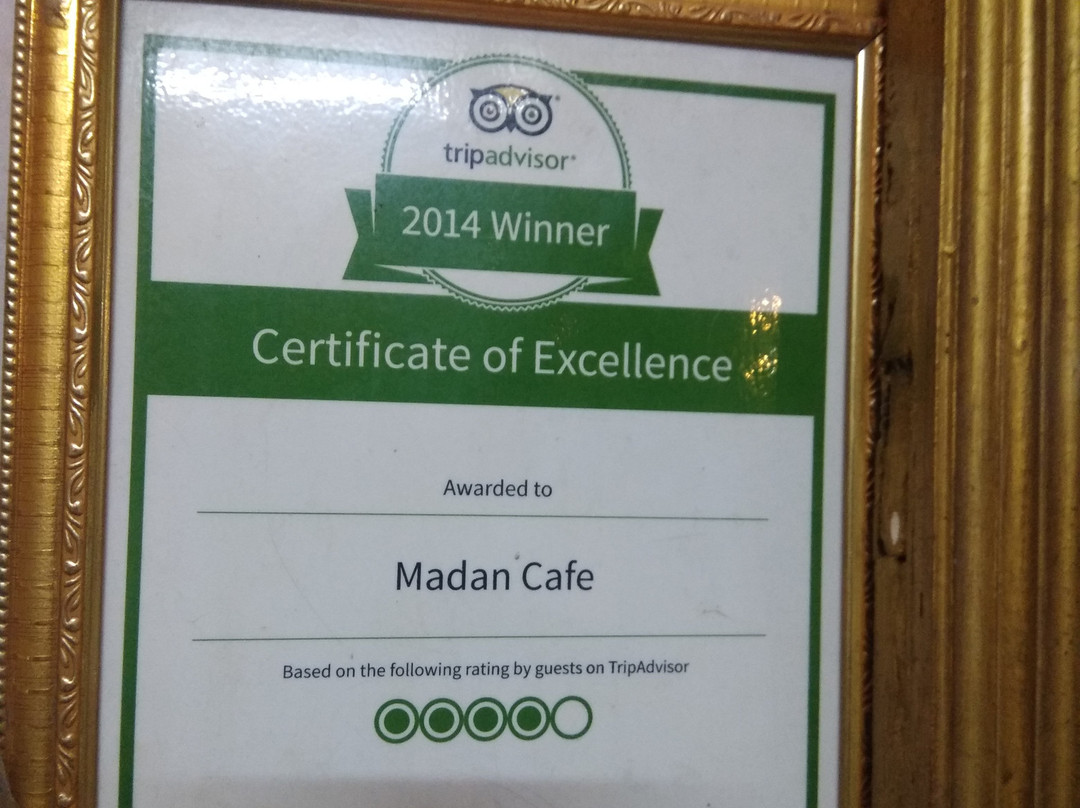 tripadvisor
2014 Winner
Certificate of Excellence
Awarded to
Madan Cafe
Based on the following rating by guests on TripAdvisor